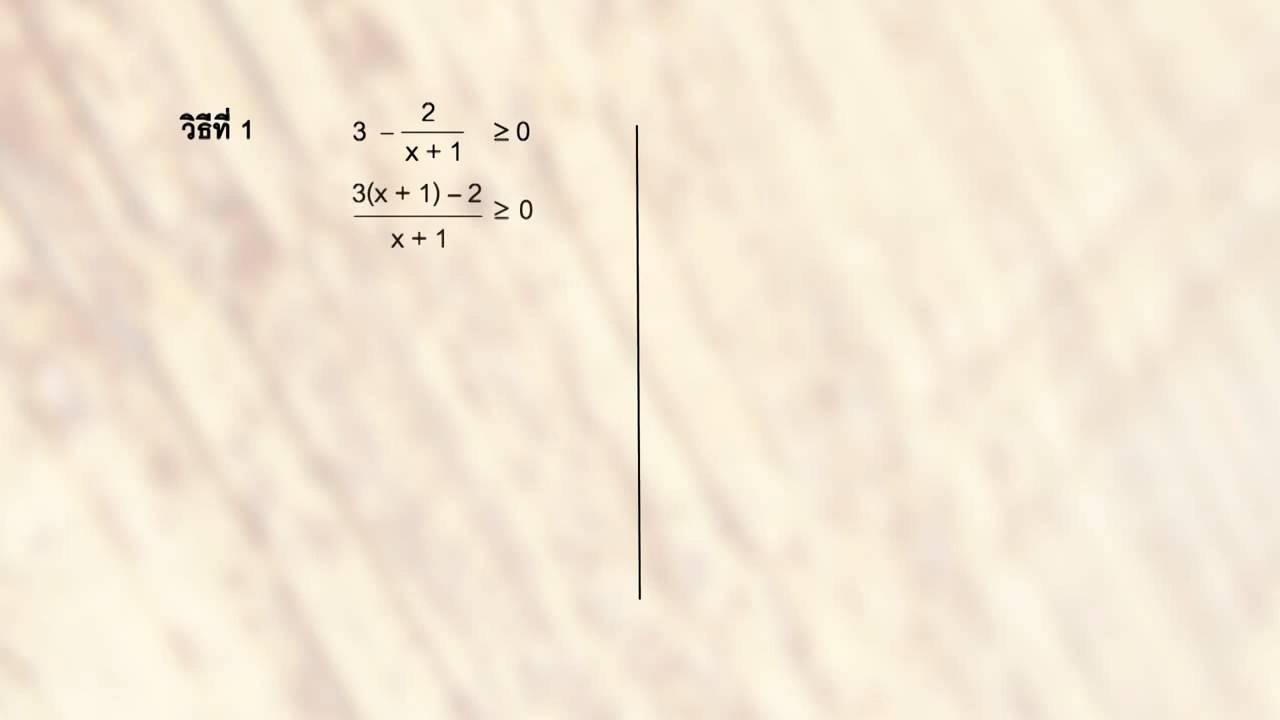 วิธีที่ 1 3 − 2/(x + 1) ≥ 0
(3(x + 1) − 2)/(x + 1) ≥ 0